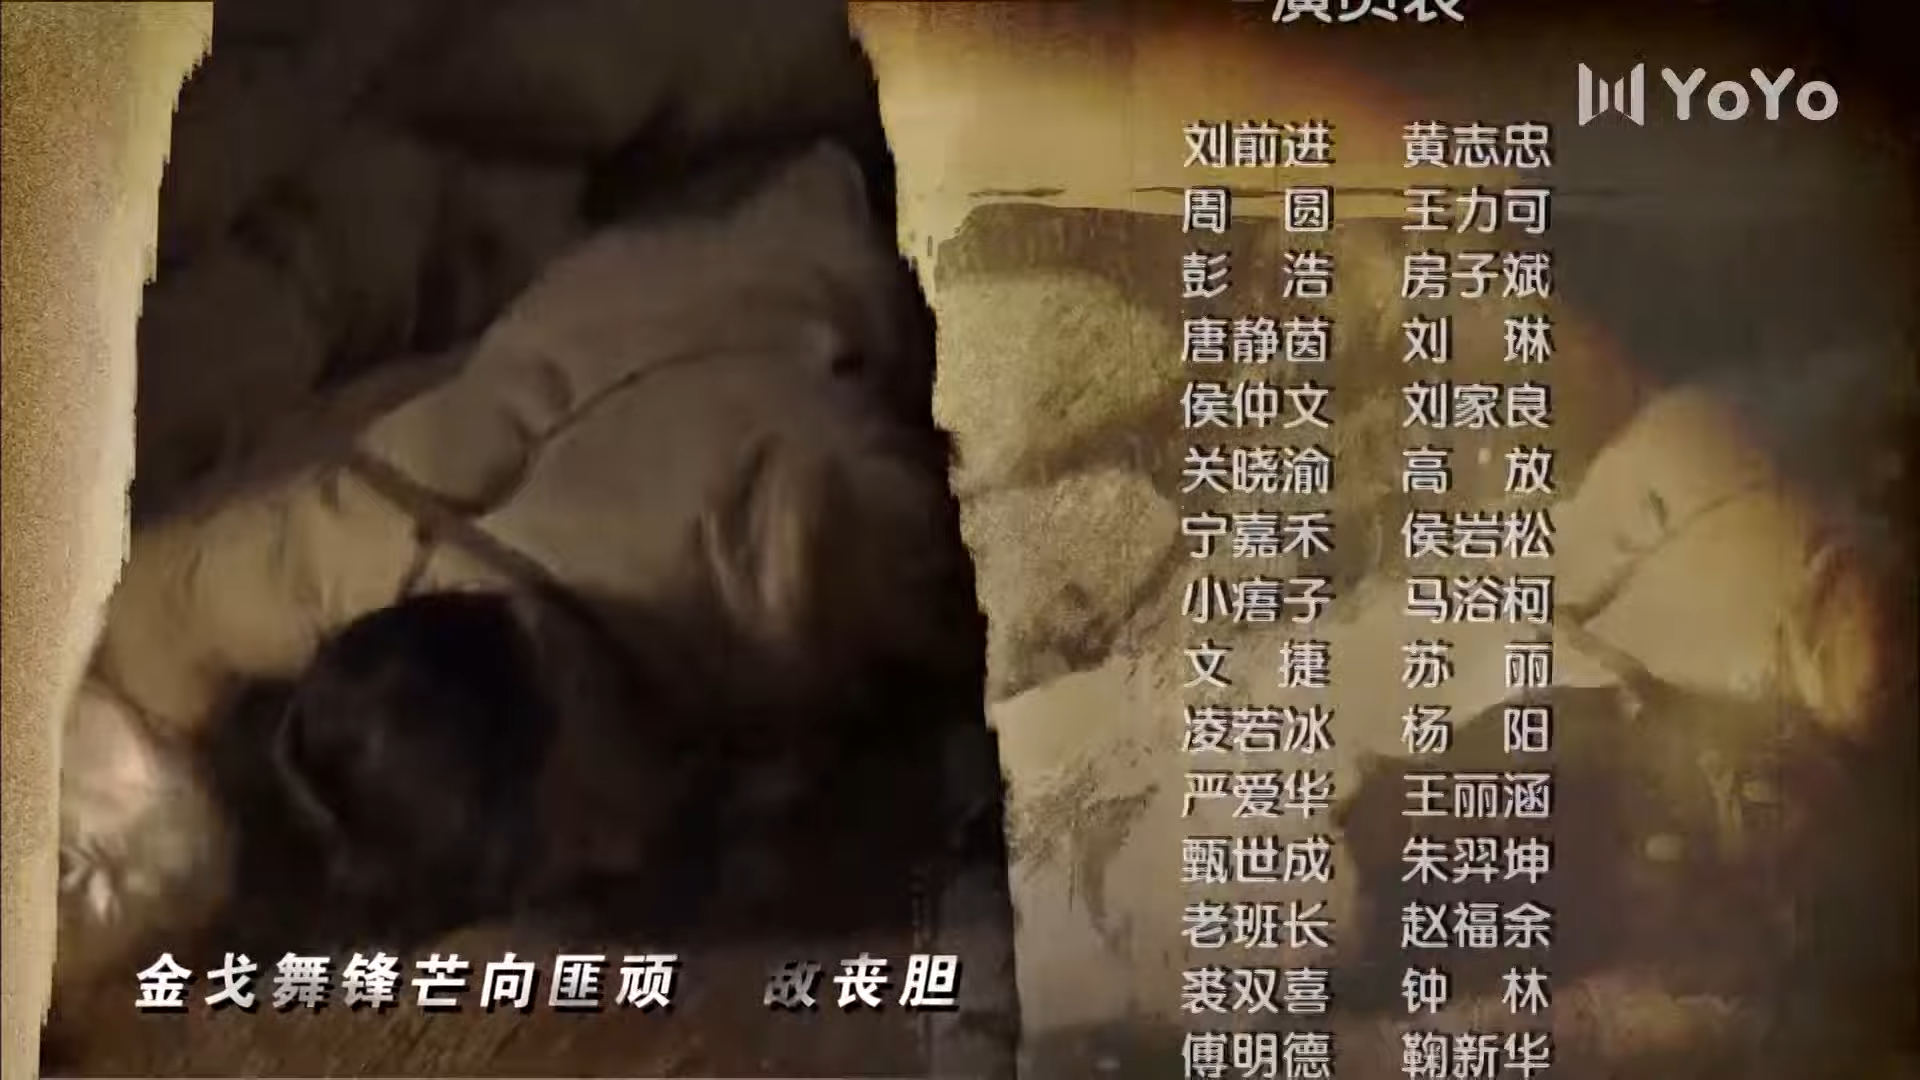 演员表
YoYo
刘前进 黄志忠
周 圆 王力可
彭 浩 房子斌
唐静茵 刘 琳
侯仲文 刘家良
关晓渝 高 放
宁嘉禾 侯岩松
小痦子 马浴柯
文 捷 苏 丽
凌若冰 杨 阳
严爱华 王丽涵
甄世成 朱羿坤
老班长 赵福余
裘双喜 钟 林
傅明德 鞠新华
金戈舞锋芒向匪顽 敌丧胆